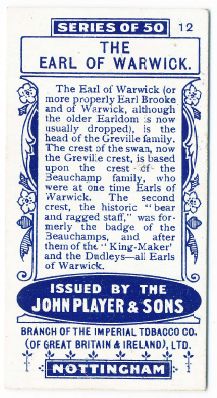 SERIES OF 50 12
THE
EARL OF WARWICK.
The Earl of Warwick (or
more properly Earl Brooke
and of Warwick, although
the older Earldom is now
usually dropped), is the
head of the Greville family.
The crest of the swan, now
the Greville crest, is based
upon the crest of the
Beauchamp family, who
were at one time Earls of
Warwick. The second
crest, the historic "bear
and ragged staff," was for-
merly the badge of the
Beauchamps, and after
them of the "King-Maker'
and the Dudleys—all Earls
of Warwick.
ISSUED BY THE
JOHN PLAYER & SONS
BRANCH OF THE IMPERIAL TOBACCO CO.
(OF GREAT BRITAIN & IRELAND), LTD.
NOTTINGHAM